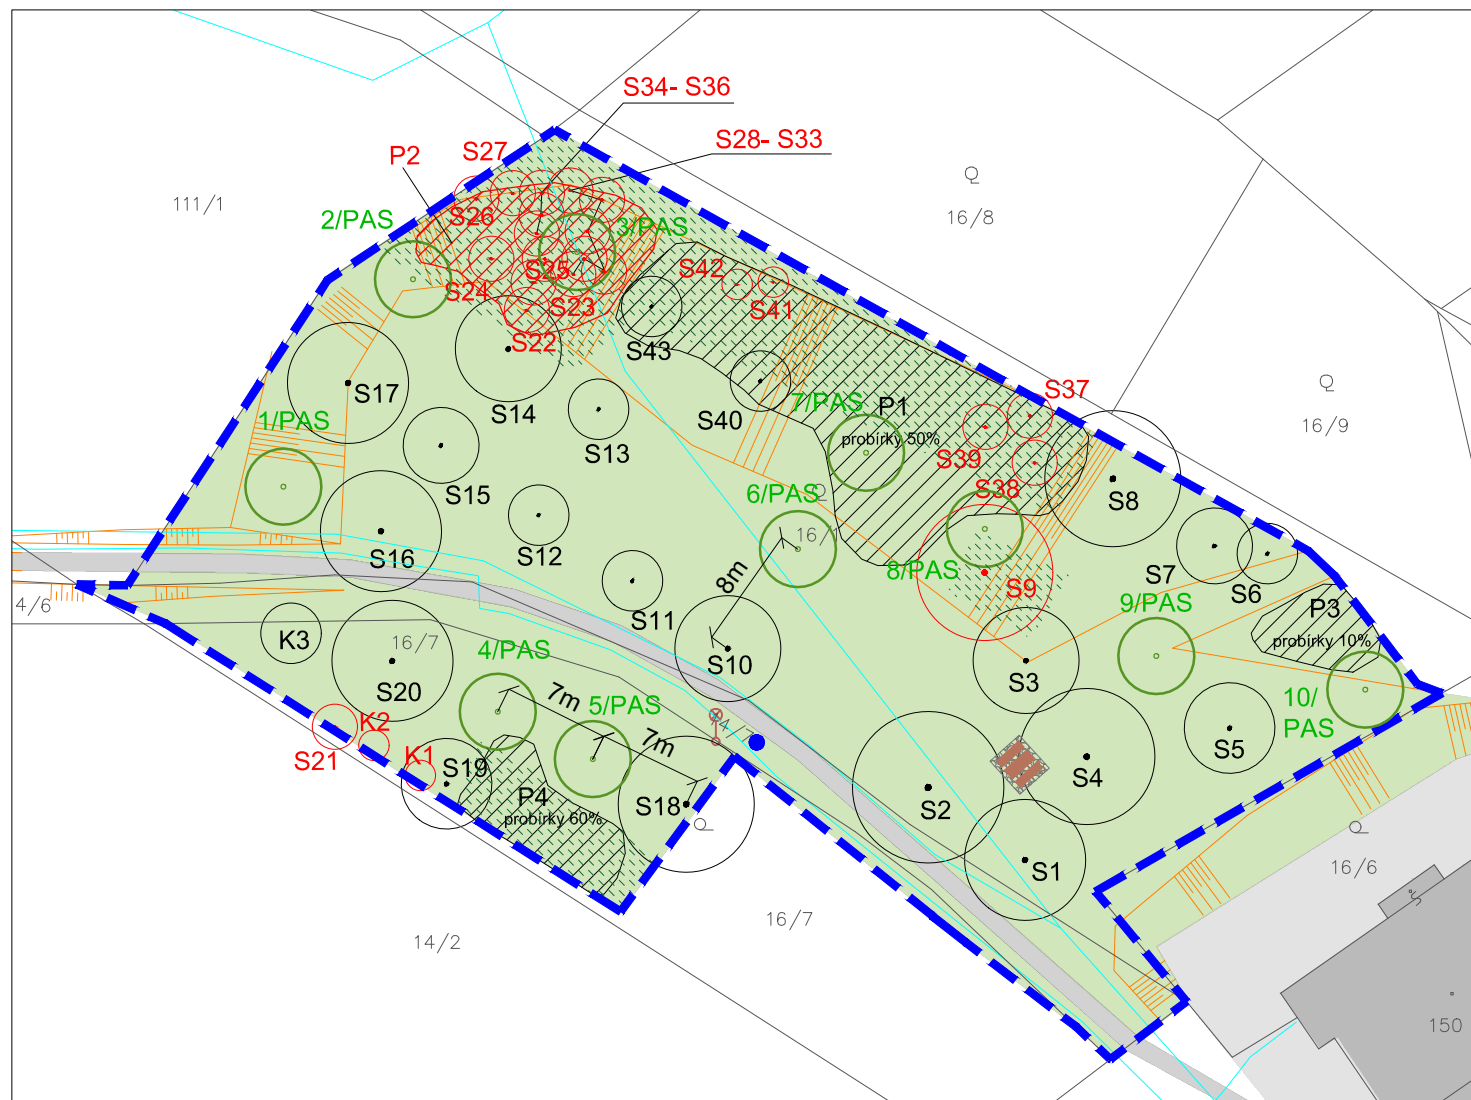 S34- S36
S28- S33
S27
P2
Q
111/1
16/8
S26
2/PAS
3/PAS
S25
S42
S24
S23
S41
S22
S43
Q
S17
S14
S37
16/9
1/PAS
S40
7/PAS
P1
probírky 50%
S13
S15
S39
S38
6/PAS
Q
S8
16/1
S12
S16
S7
8/PAS
S6
8m
S9
S11
9/PAS
P3
4/6
K3
16/7
probírky 10%
4/PAS
S10
S3
S20
7m
5/PAS
10/
PAS
K2
S21
7m
S5
K1
S19
S4
P4
S18
S2
probírky 60%
Q
Q
S1
16/6
14/2
16/7
150